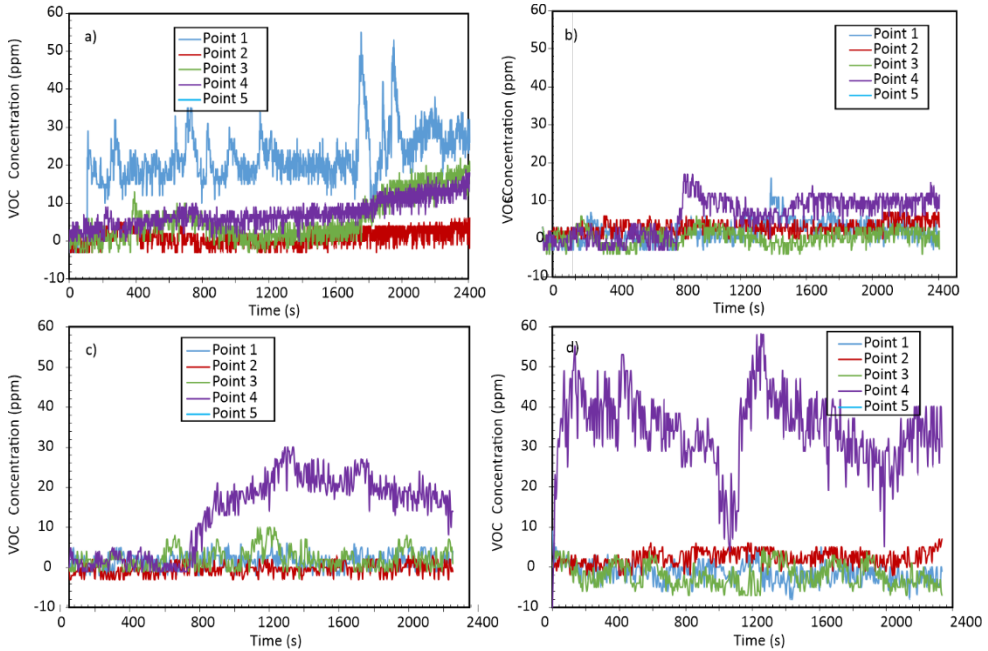 a)
Point 1
Point 2
Point 3
Point 4
Point 5
VOC Concentration (ppm)
60
50
40
30
20
10
0
-10
0 400 800 1200 1600 2000 2400
Time (s)
b)
Point 1
Point 2
Point 3
Point 4
Point 5
VOC Concentration (ppm)
60
50
40
30
20
10
0
-10
0 400 800 1200 1600 2000 2400
Time (s)
c)
Point 1
Point 2
Point 3
Point 4
Point 5
VOC Concentration (ppm)
60
50
40
30
20
10
0
-10
0 400 800 1200 1600 2000 2400
Time (s)
d)
Point 1
Point 2
Point 3
Point 4
Point 5
VOC Concentration (ppm)
60
50
40
30
20
10
0
-10
0 400 800 1200 1600 2000 2400
Time (s)